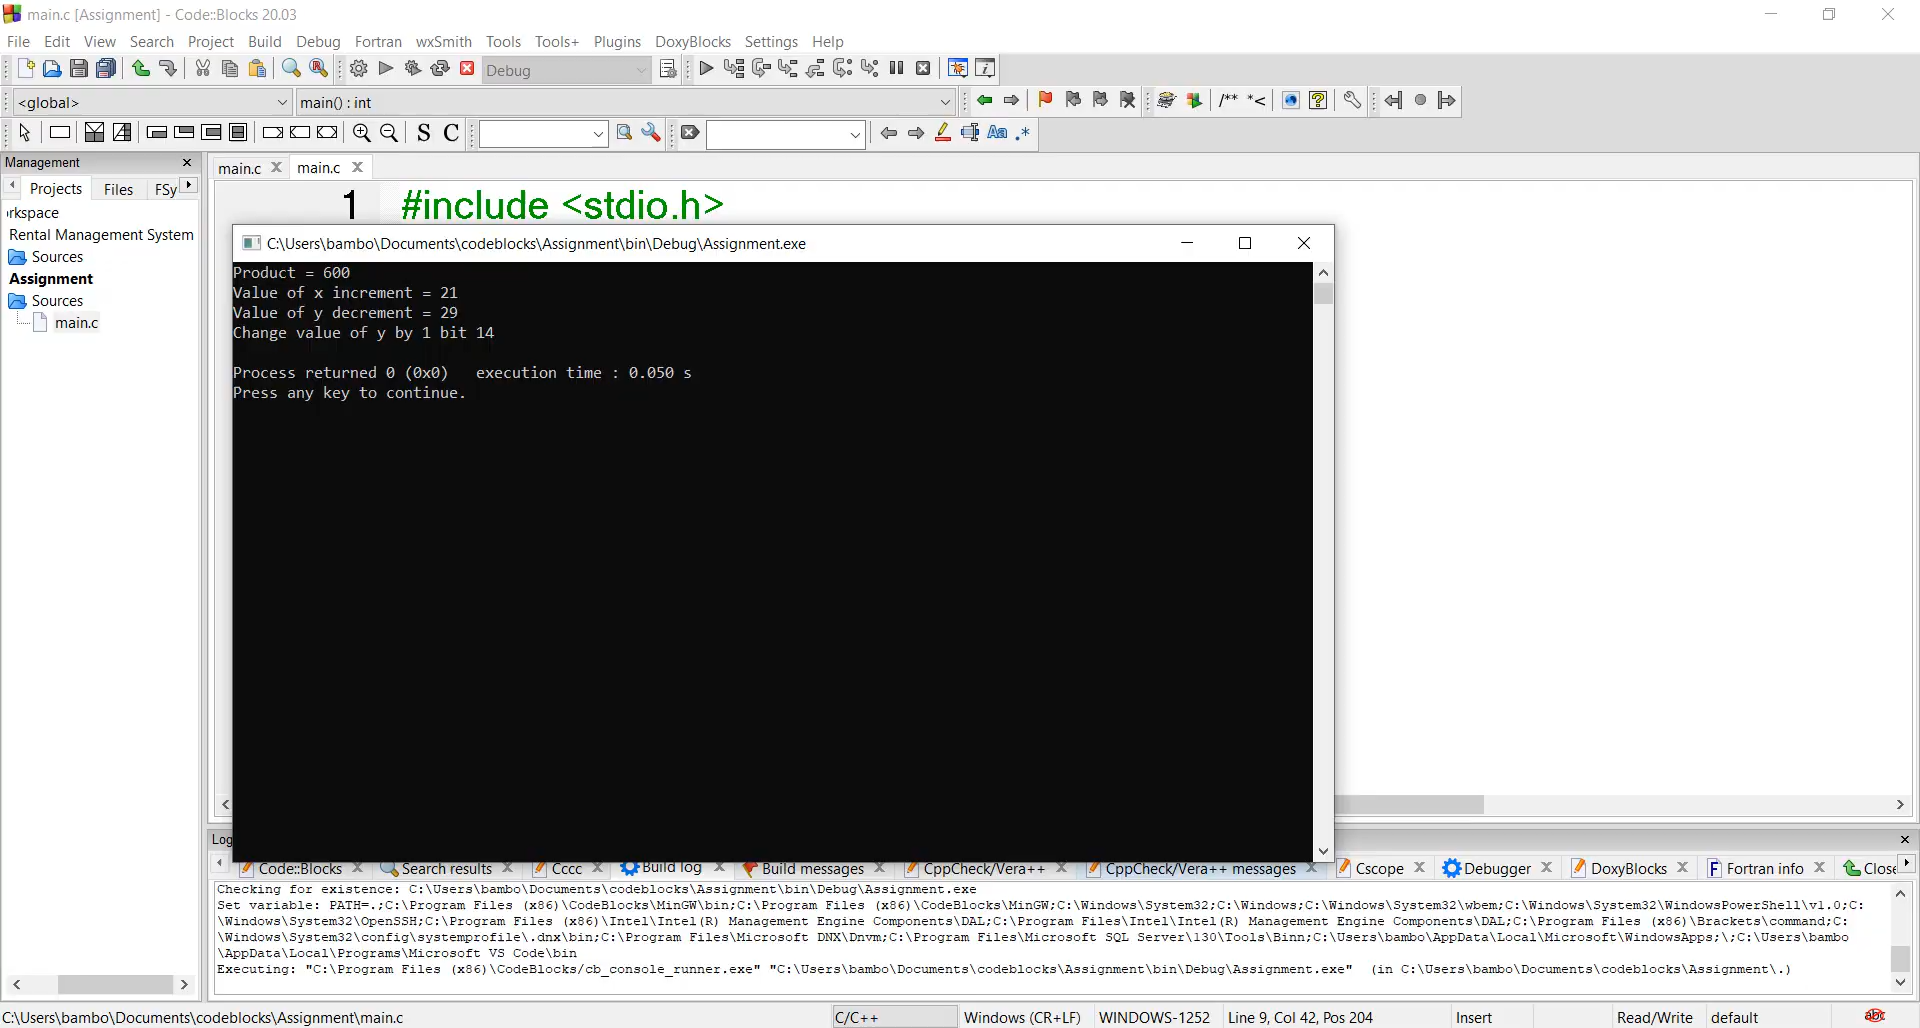 main.c [Assignment] - Code::Blocks 20.03
File Edit View Search Project Build Debug Fortran wxSmith Tools Tools+ Plugins DoxyBlocks Settings Help
Debug
<global> main() : int
/** *<
S C Aa .*
Management
main.c main.c
Projects Files FSy
1 #include <stdio.h>
rkspace
Rental Management System
Sources
Assignment
Sources
main.c
C:\Users\bambo\Documents\codeblocks\Assignment\bin\Debug\Assignment.exe
Product = 600
Value of x increment = 21
Value of y decrement = 29
Change value of y by 1 bit 14
Process returned 0 (0x0) execution time : 0.050 s
Press any key to continue.
Log
Code::Blocks Search results Cccc Build log Build messages CppCheck/Vera++ CppCheck/Vera++ messages Cscope Debugger DoxyBlocks Fortran info Close
Checking for existence: C:\Users\bambo\Documents\codeblocks\Assignment\bin\Debug\Assignment.exe
Set variable: PATH=.;C:\Program Files (x86)\CodeBlocks\MinGW\bin;C:\Program Files (x86)\CodeBlocks\MinGW;C:\Windows\System32;C:\Windows;C:\Windows\System32\wbem;C:\Windows\System32\WindowsPowerShell\v1.0;C:
\Windows\System32\OpenSSH;C:\Program Files (x86)\Intel\Intel(R) Management Engine Components\DAL;C:\Program Files\Intel\Intel(R) Management Engine Components\DAL;C:\Program Files (x86)\Brackets\command;C:
\Windows\System32\config\systemprofile\.dnx\bin;C:\Program Files\Microsoft DNX\Dnvm;C:\Program Files\Microsoft SQL Server\130\Tools\Binn;C:\Users\bambo\AppData\Local\Microsoft\WindowsApps;\;C:\Users\bambo
\AppData\Local\Programs\Microsoft VS Code\bin
Executing: "C:\Program Files (x86)\CodeBlocks/cb_console_runner.exe" "C:\Users\bambo\Documents\codeblocks\Assignment\bin\Debug\Assignment.exe" (in C:\Users\bambo\Documents\codeblocks\Assignment\.)
C:\Users\bambo\Documents\codeblocks\Assignment\main.c C/C++ Windows (CR+LF) WINDOWS-1252 Line 9, Col 42, Pos 204 Insert Read/Write default abc